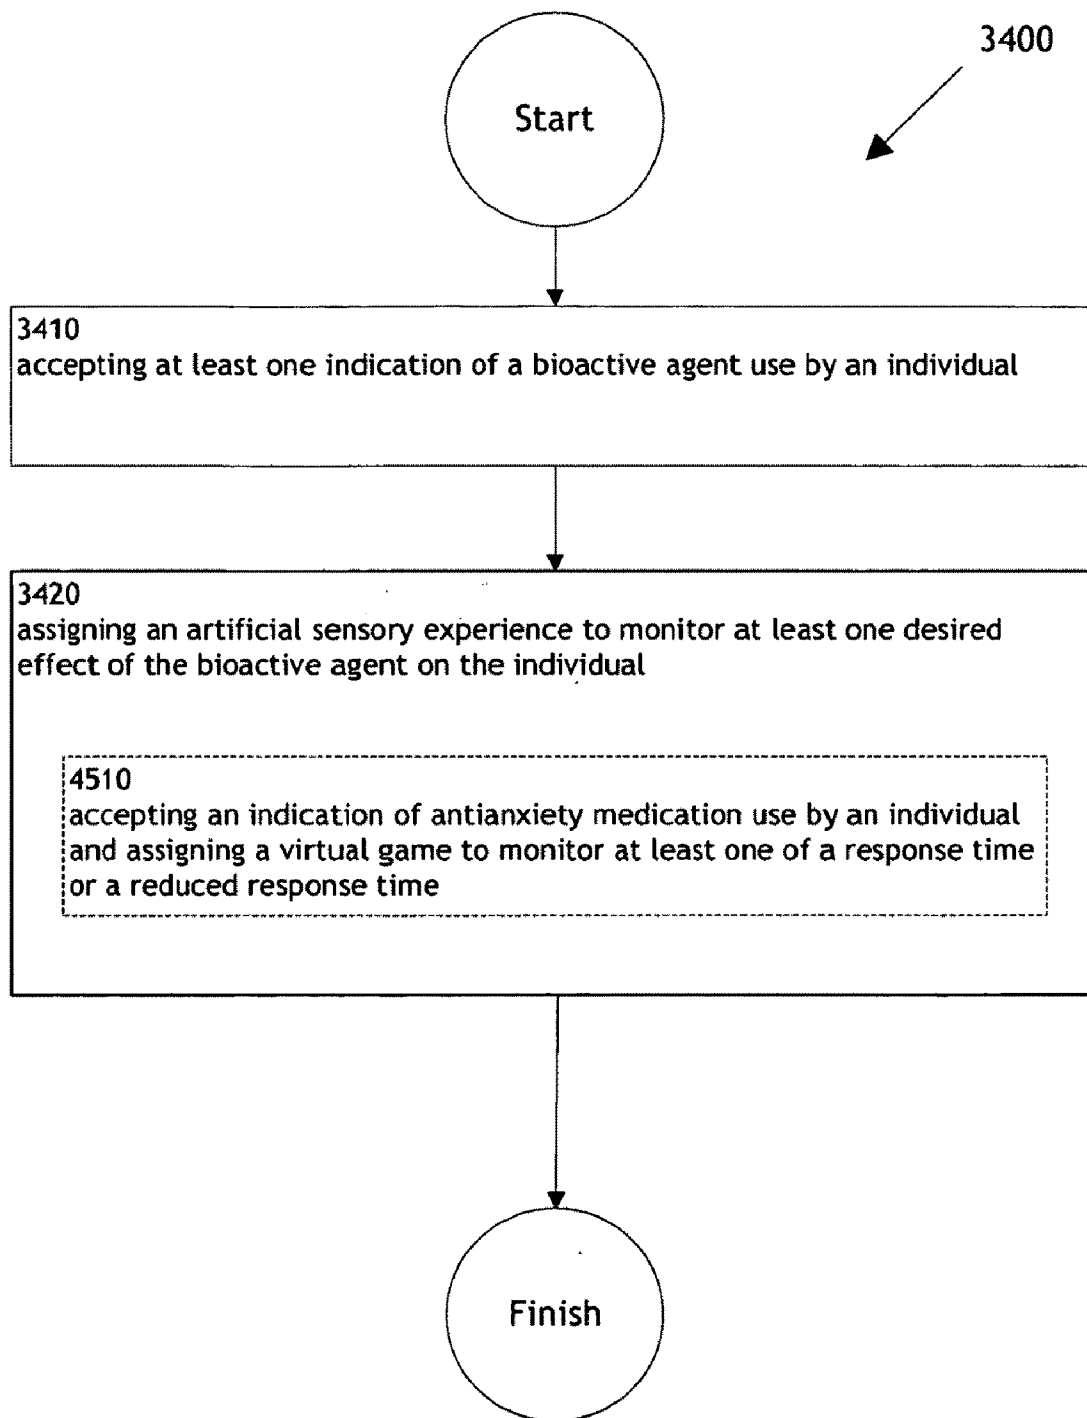 3400
Start
3410
accepting at least one indication of a bioactive agent use by an individual
3420
assigning an artificial sensory experience to monitor at least one desired
effect of the bioactive agent on the individual
4510
accepting an indication of antianxiety medication use by an individual
and assigning a virtual game to monitor at least one of a response time
or a reduced response time
Finish